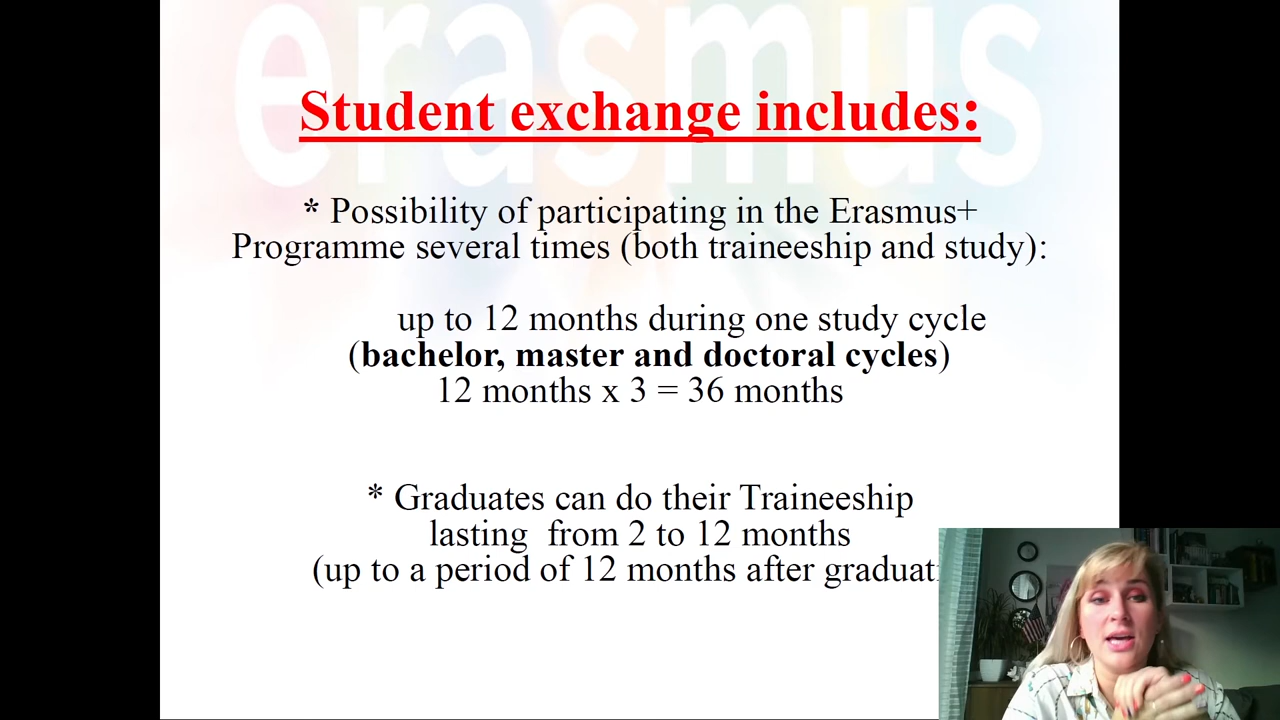 erasmus
Student exchange includes:
* Possibility of participating in the Erasmus+
Programme several times (both traineeship and study):
up to 12 months during one study cycle
(bachelor, master and doctoral cycles)
12 months x 3 = 36 months
* Graduates can do their Traineeship
lasting from 2 to 12 months
(up to a period of 12 months after